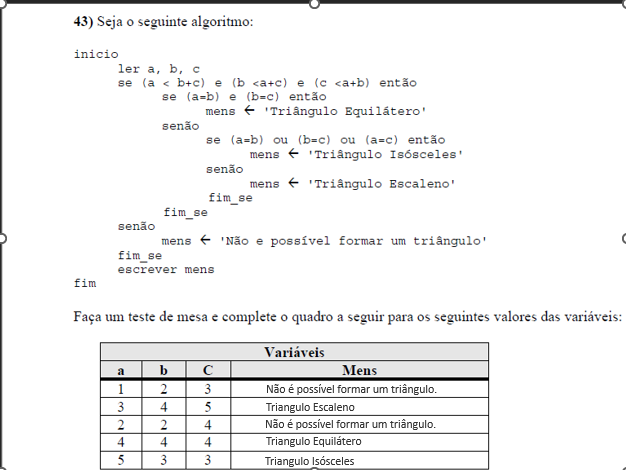 43) Seja o seguinte algoritmo:
inicio
ler a, b, c
se (a < b+c) e (b <a+c) e (c <a+b) então
se (a=b) e (b=c) então
mens ← 'Triângulo Equilátero'
senão
se (a=b) ou (b=c) ou (a=c) então
mens ← 'Triângulo Isósceles'
senão
mens ← 'Triângulo Escaleno'
fim_se
fim_se
senão
mens ← 'Não e possível formar um triângulo'
fim_se
escrever mens
fim
Faça um teste de mesa e complete o quadro a seguir para os seguintes valores das variáveis:
Variáveis
a b C Mens
1 2 3 Não é possível formar um triângulo.
3 4 5 Triangulo Escaleno
2 2 4 Não é possível formar um triângulo.
4 4 4 Triangulo Equilátero
5 3 3 Triangulo Isósceles